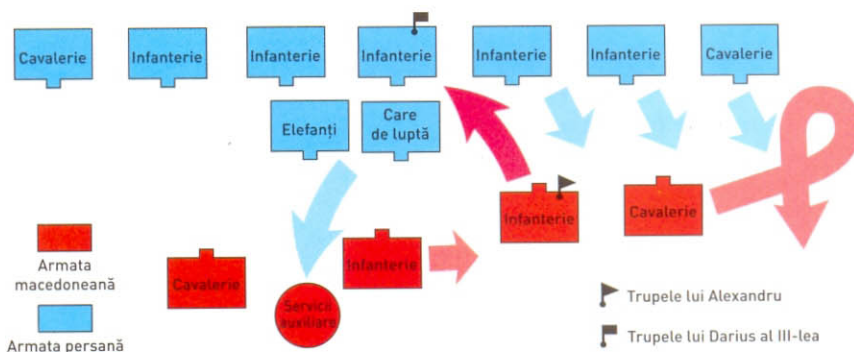 Cavalerie
Infanterie
Infanterie
Infanterie
Infanterie
Infanterie
Cavalerie
Elefanți
Care
de luptă
Infanterie
Cavalerie
Infanterie
Cavalerie
Servicii
auxiliare
Armata
macedoneană
Armata persană
Trupele lui Alexandru
Trupele lui Darius al III-lea